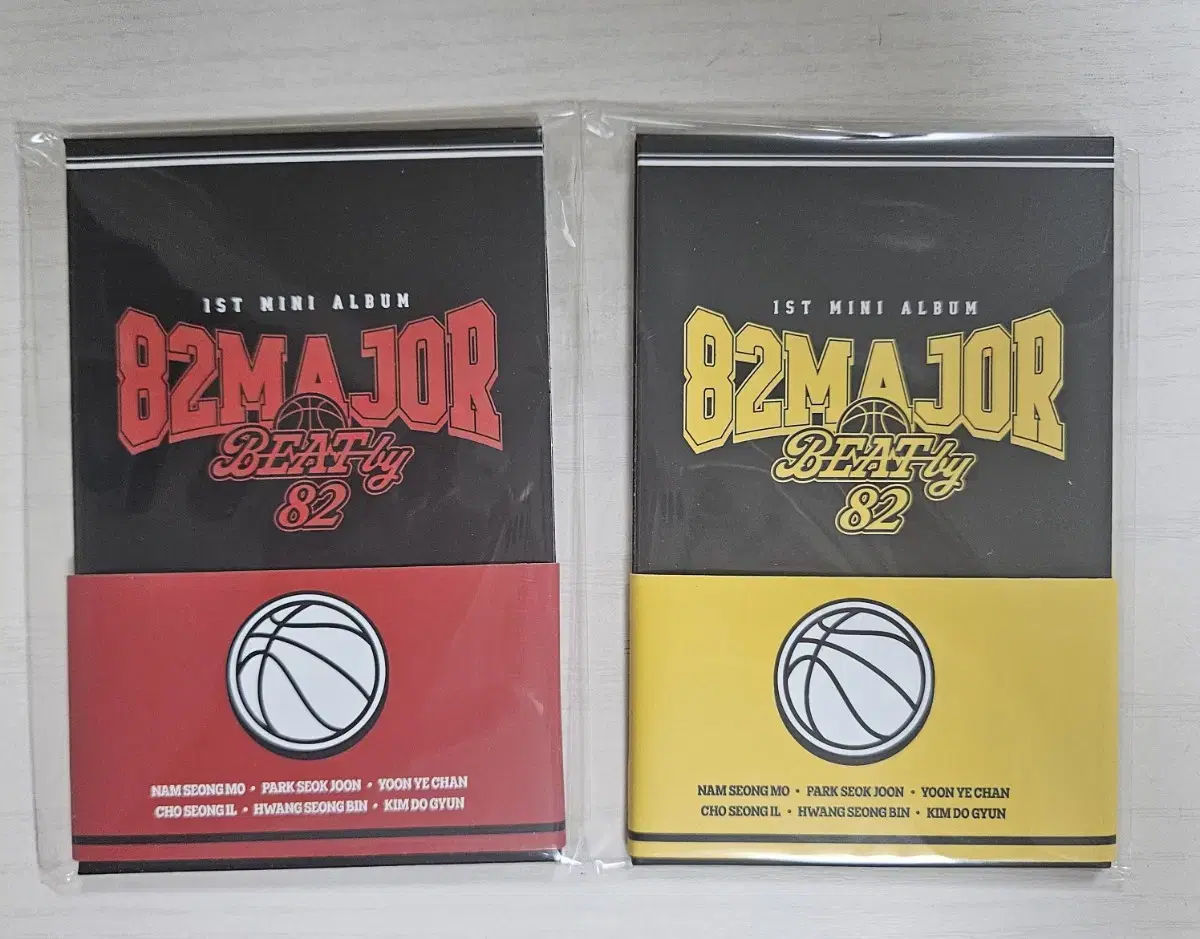 1ST MINI ALBUM
82MAJOR
BEAT by
82
NAM SEONG MO • PARK SEOK JOON • YOON YE CHAN
CHO SEONG IL • HWANG SEONG BIN • KIM DO GYUN
1ST MINI ALBUM
82MAJOR
BEAT by
82
NAM SEONG MO • PARK SEOK JOON • YOON YE CHAN
CHO SEONG IL • HWANG SEONG BIN • KIM DO GYUN